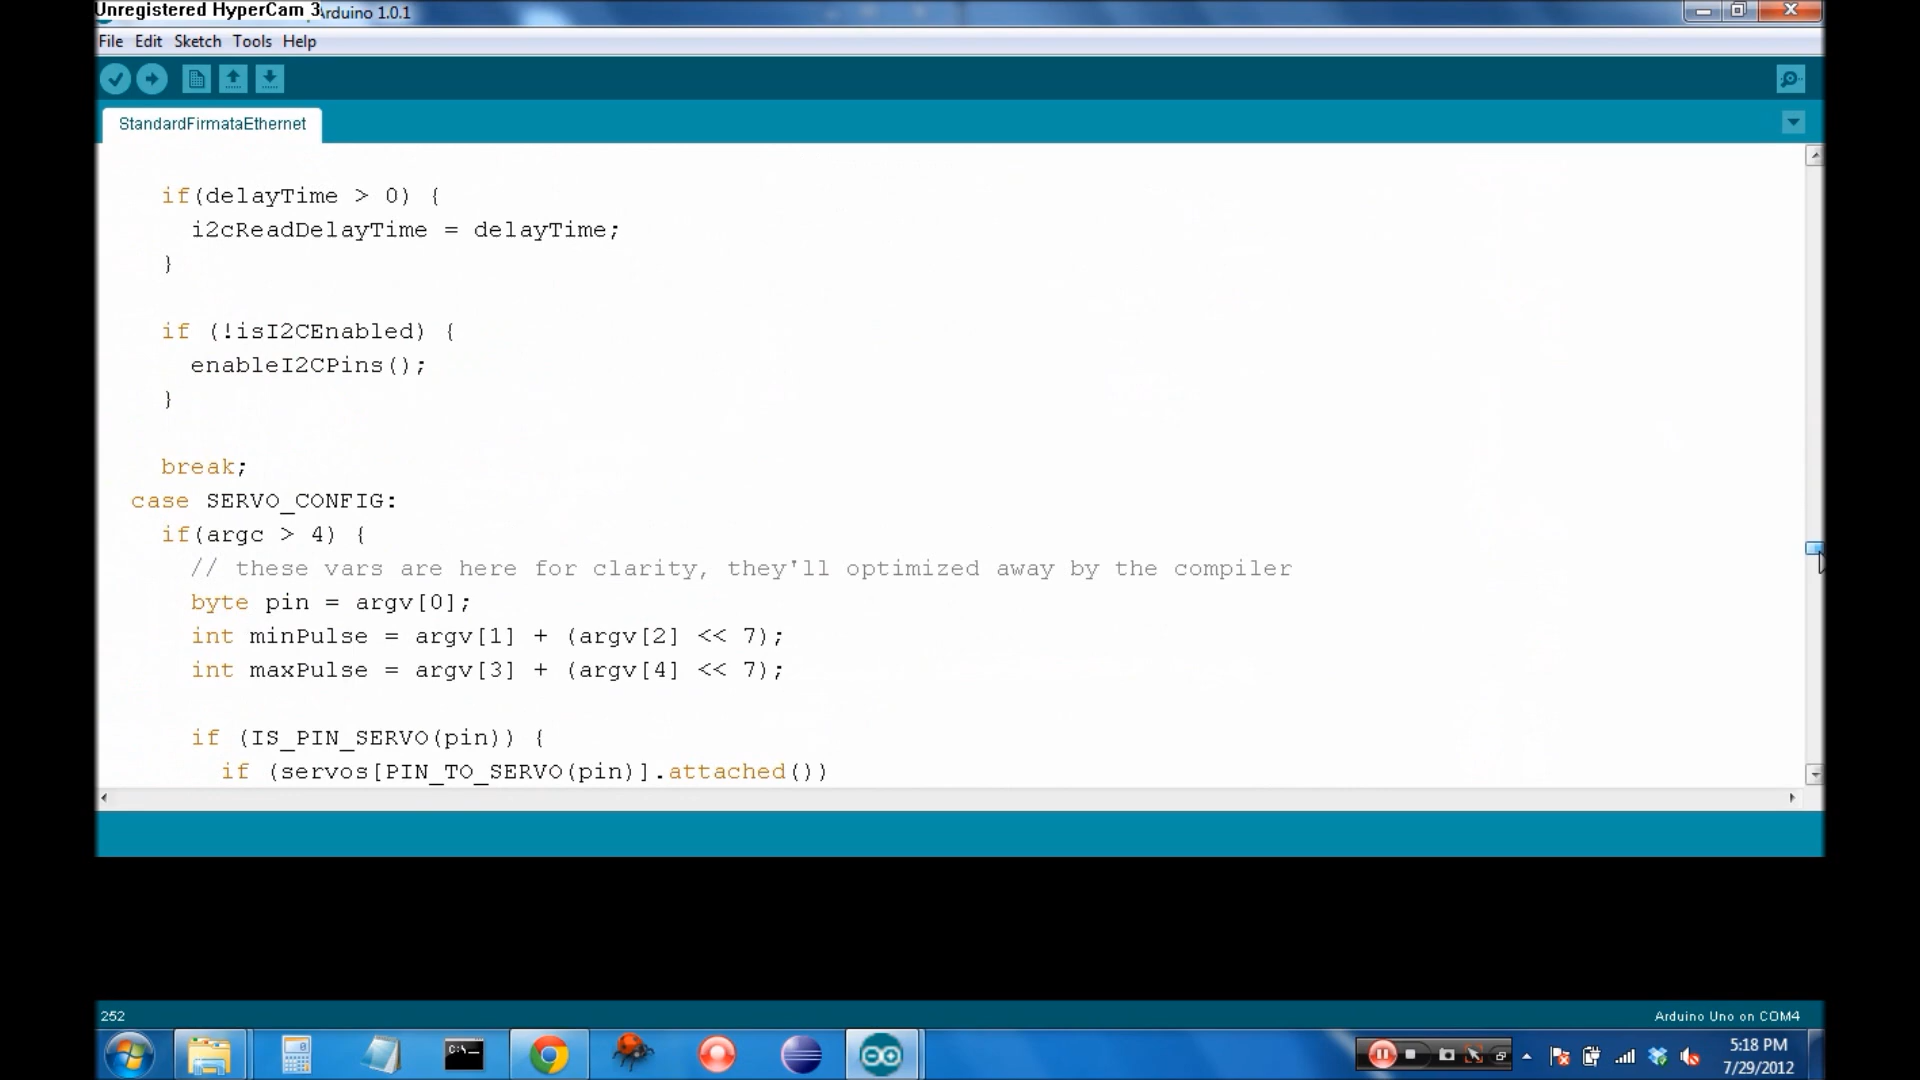 Unregistered HyperCam 3
Arduino 1.0.1
File Edit Sketch Tools Help
StandardFirmataEthernet
if(delayTime > 0) {
i2cReadDelayTime = delayTime;
}
if (!isI2CEnabled) {
enableI2CPins();
}
break;
case SERVO_CONFIG:
if(argc > 4) {
// these vars are here for clarity, they'll optimized away by the compiler
byte pin = argv[0];
int minPulse = argv[1] + (argv[2] << 7);
int maxPulse = argv[3] + (argv[4] << 7);
if (IS_PIN_SERVO(pin)) {
if (servos[PIN_TO_SERVO(pin)].attached())
252
Arduino Uno on COM4
C:\
5:18 PM
7/29/2012